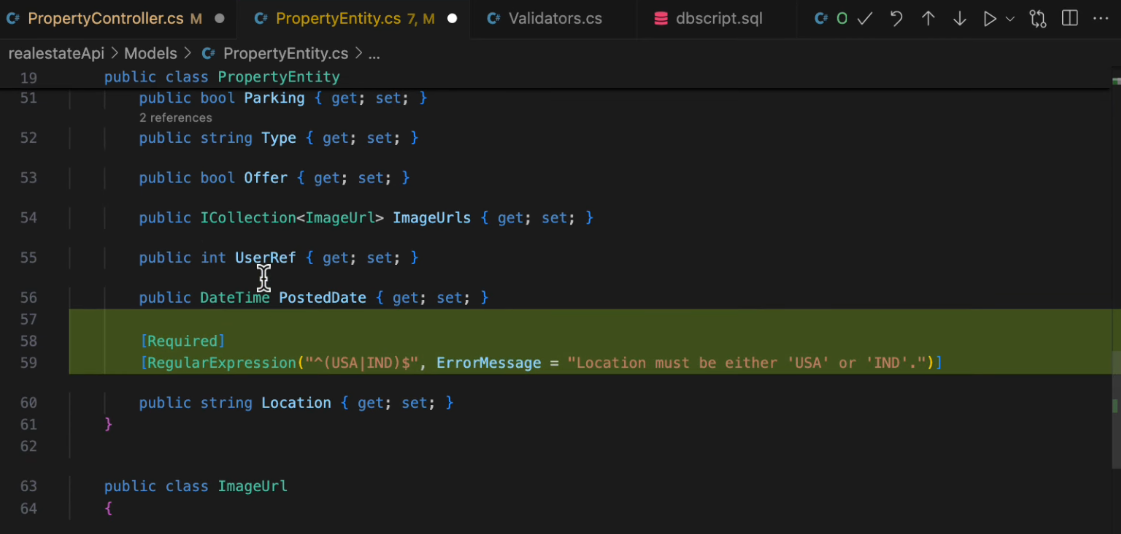 PropertyController.cs M PropertyEntity.cs 7, M Validators.cs dbscript.sql O
realestateApi > Models > PropertyEntity.cs > ...
19 public class PropertyEntity
51 public bool Parking { get; set; }
2 references
52 public string Type { get; set; }
53 public bool Offer { get; set; }
54 public ICollection<ImageUrl> ImageUrls { get; set; }
55 public int UserRef { get; set; }
56 public DateTime PostedDate { get; set; }
57
58 [Required]
59 [RegularExpression("^(USA|IND)$", ErrorMessage = "Location must be either 'USA' or 'IND'.")]
60 public string Location { get; set; }
61 }
62
63 public class ImageUrl
64 {